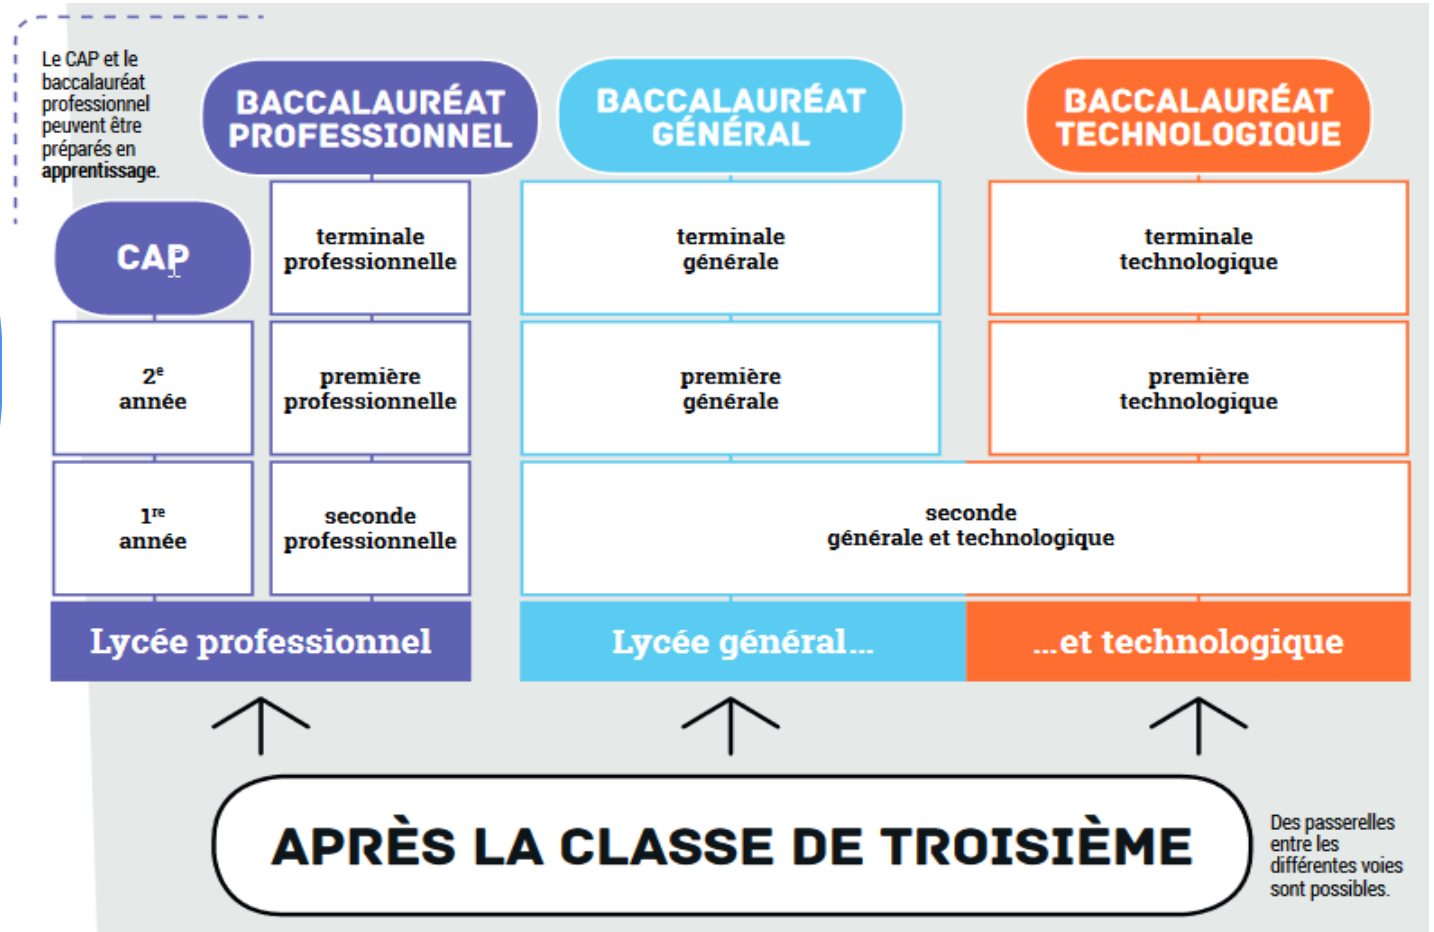 Le CAP et le
baccalauréat
professionnel
peuvent être
préparés en
apprentissage.
BACCALAURÉAT
PROFESSIONNEL
BACCALAURÉAT
GÉNÉRAL
BACCALAURÉAT
TECHNOLOGIQUE
CAP
terminale
professionnelle
terminale
générale
terminale
technologique
2e
année
première
professionnelle
première
générale
première
technologique
1re
année
seconde
professionnelle
seconde
générale et technologique
Lycée professionnel
Lycée général...
...et technologique
APRÈS LA CLASSE DE TROISIÈME
Des passerelles
entre les
différentes voies
sont possibles.